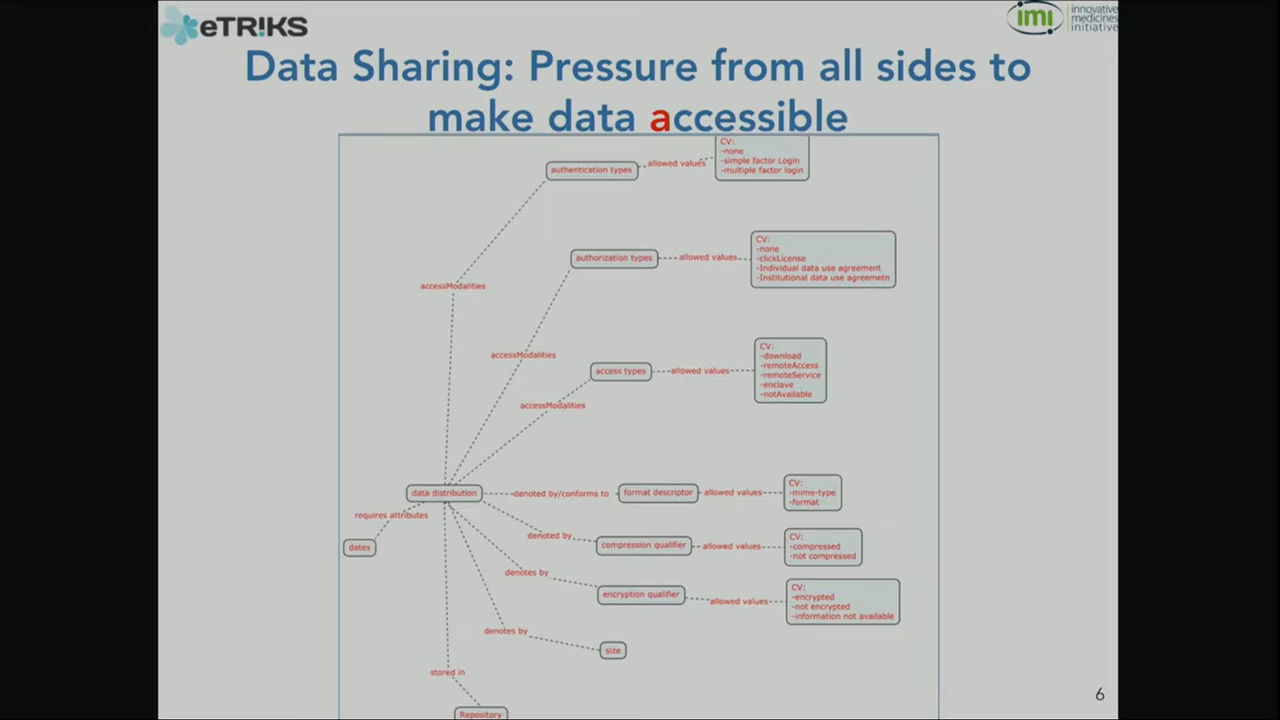 eTRIKS
imi
innovative
medicines
initiative
Data Sharing: Pressure from all sides to
make data accessible
authentication types
allowed values
CV:
-none
-simple factor Login
-multiple factor login
authorization types
allowed values
CV:
-none
-clickLicense
-Individual data use agreement
-Institutional data use agreemetn
accessModalities
accessModalities
access types
allowed values
CV:
-download
-remoteAccess
-remoteService
-enclave
-notAvailable
accessModalities
data distribution
denoted by/conforms to
format descriptor
allowed values
CV:
-mime-type
-format
requires attributes
dates
denoted by
compression qualifier
allowed values
CV:
-compressed
-not compressed
denotes by
encryption qualifier
allowed values
CV:
-encrypted
-not encrypted
-information not available
denotes by
size
stored in
Repository
6